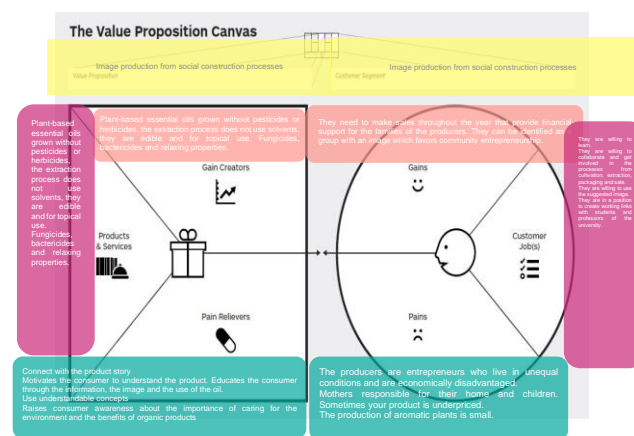 The Value Proposition Canvas
Image production from social construction processes
Image production from social construction processes
Value Proposition
Customer Segment
Plant-based
essential oils
grown without
pesticides or
herbicides,
the extraction
process does
not use
solvents, they
are edible
and for topical
use.
Fungicides,
bactericides
and relaxing
properties.
Plant-based essential oils grown without pesticides or
herbicides, the extraction process does not use solvents,
they are edible and for topical use. Fungicides,
bactericides and relaxing properties.
They need to make sales throughout the year that provide financial
support for the families of the producers. They can be identified as a
group with an image which favors community entrepreneurship.
They are willing to
learn.
They are willing to
collaborate and get
involved in the
processes from
cultivation, extraction,
packaging and sale.
They are willing to use
the suggested image.
They are in a position
to create working links
with students and
professors of the
university.
Gain Creators
Gains
Products
& Services
Customer
Job(s)
Pain Relievers
Pains
Connect with the product story
Motivates the consumer to understand the product. Educates the consumer
through the information, the image and the use of the oil.
Use understandable concepts
Raises consumer awareness about the importance of caring for the
environment and the benefits of organic products
The producers are entrepreneurs who live in unequal
conditions and are economically disadvantaged.
Mothers responsible for their home and children.
Sometimes your product is underpriced.
The production of aromatic plants is small.